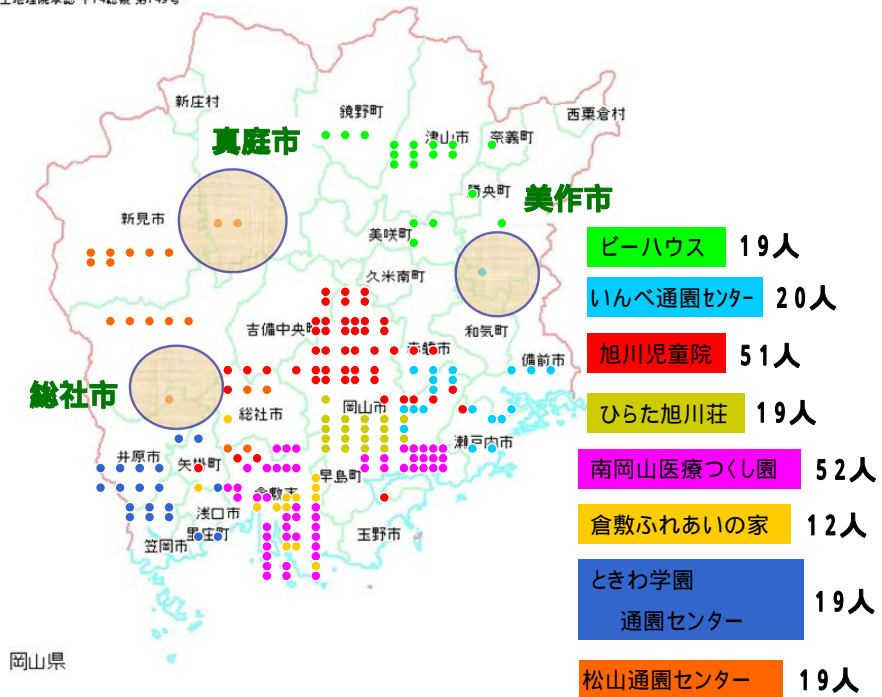 新庄村
鏡野町
津山市
奈義町
西粟倉村
真庭市
勝央町
美作市
新見市
美咲町
久米南町
吉備中央町
和気町
赤磐市
備前市
総社市
総社市
岡山市
瀬戸内市
井原市
矢掛町
早島町
倉敷市
浅口市
里庄町
笠岡市
玉野市
岡山県
ビーハウス 19人
いんべ通園センター 20人
旭川児童院 51人
ひらた旭川荘 19人
南岡山医療つくし園 52人
倉敷ふれあいの家 12人
ときわ学園
通園センター 19人
松山通園センター 19人